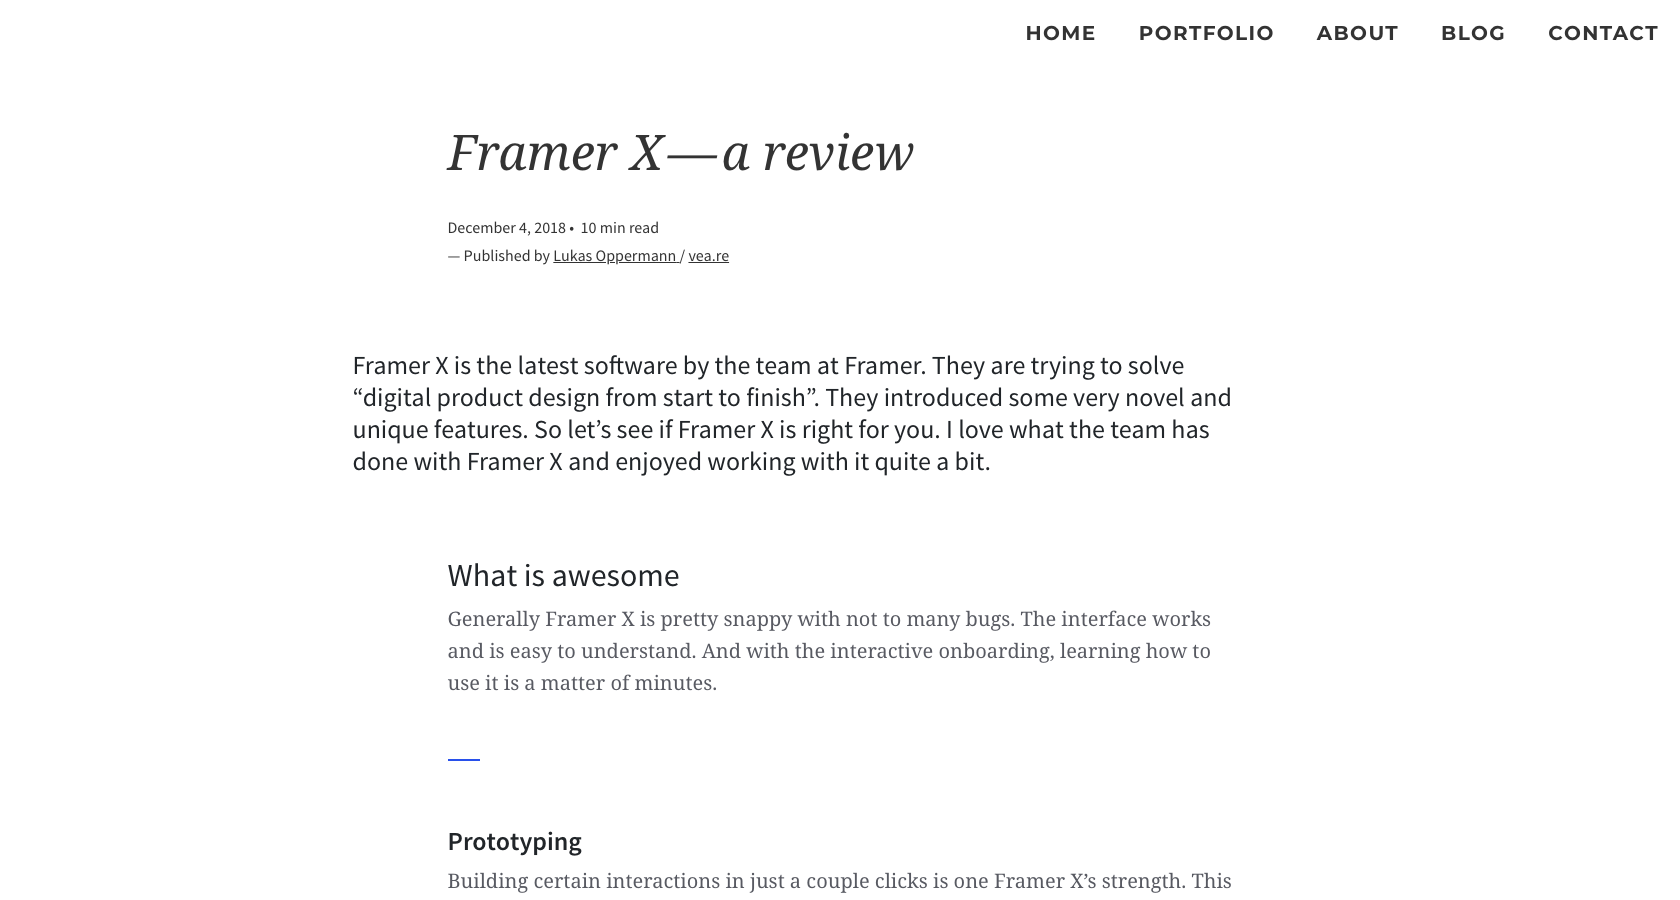 HOME PORTFOLIO ABOUT BLOG CONTACT
Framer X—a review
December 4, 2018 • 10 min read
— Published by Lukas Oppermann / vea.re
Framer X is the latest software by the team at Framer. They are trying to solve
“digital product design from start to finish”. They introduced some very novel and
unique features. So let’s see if Framer X is right for you. I love what the team has
done with Framer X and enjoyed working with it quite a bit.
What is awesome
Generally Framer X is pretty snappy with not to many bugs. The interface works
and is easy to understand. And with the interactive onboarding, learning how to
use it is a matter of minutes.
Prototyping
Building certain interactions in just a couple clicks is one Framer X’s strength. This